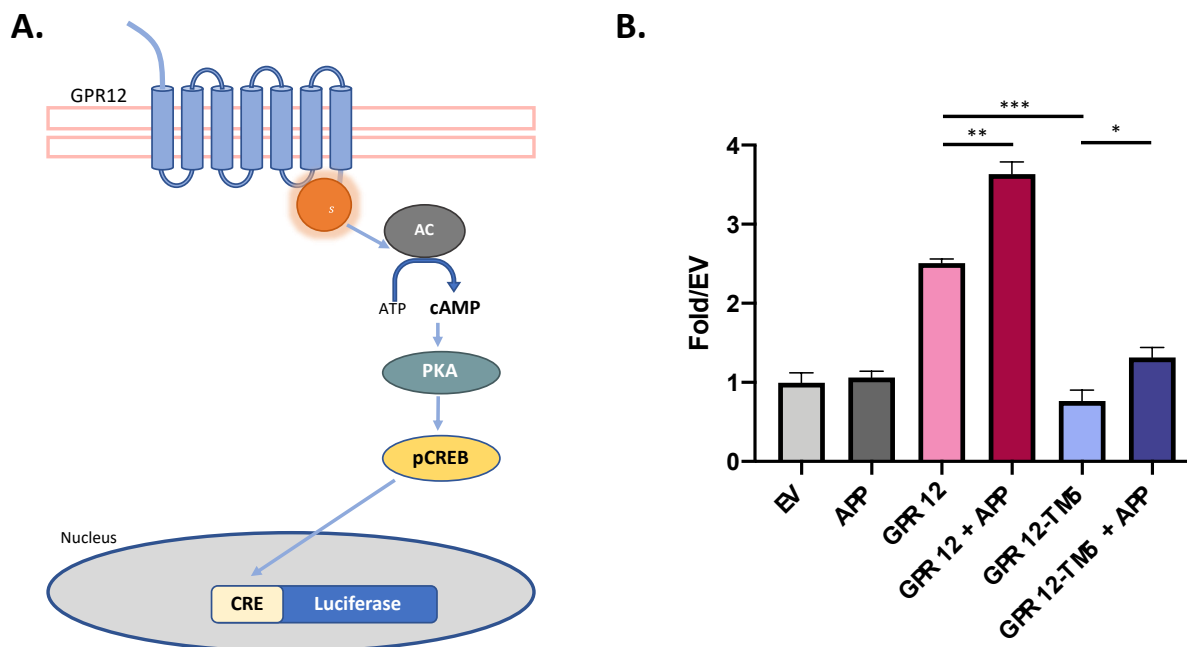 A.
GPR12
s
AC
ATP
cAMP
PKA
pCREB
Nucleus
CRE
Luciferase
B.
***
**
*
Fold/EV
4
3
2
1
0
EV
APP
GPR 12
GPR 12 + APP
GPR 12-TM5
GPR 12-TM5 + APP